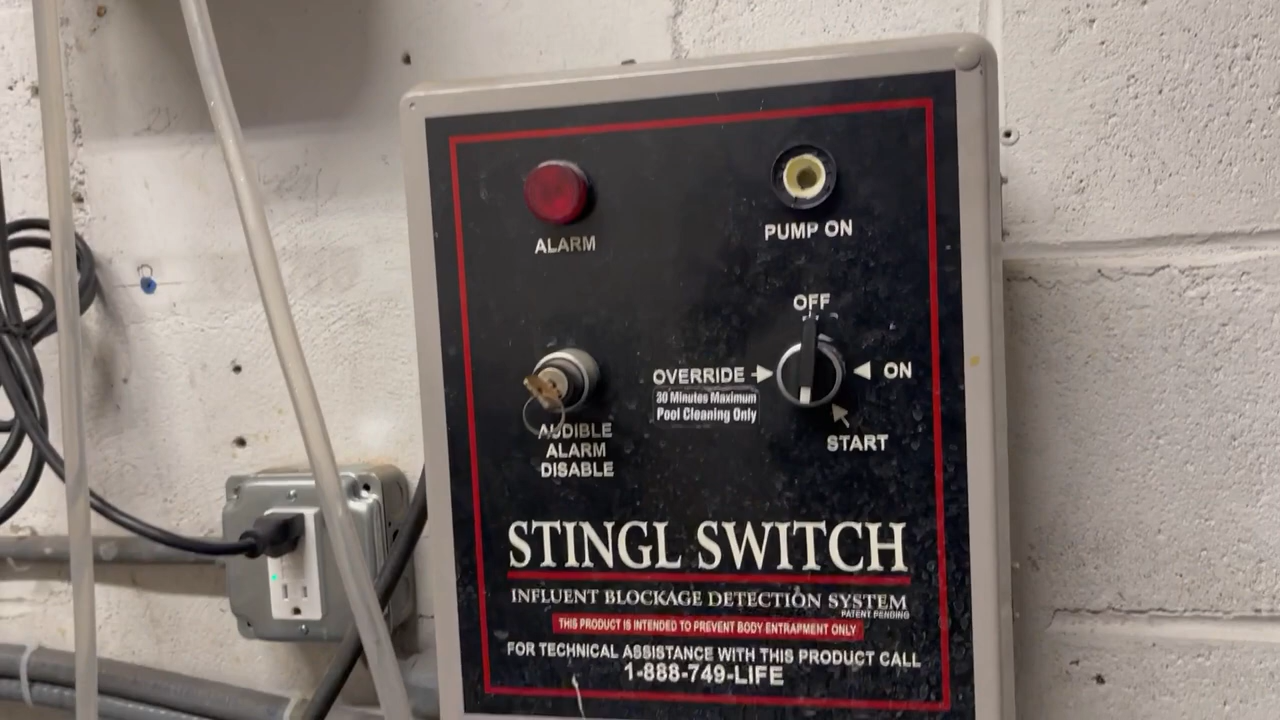 ALARM
PUMP ON
OFF
OVERRIDE
ON
30 Minutes Maximum
Pool Cleaning Only
START
AUDIBLE
ALARM
DISABLE
STINGL SWITCH
INFLUENT BLOCKAGE DETECTION SYSTEM
PATENT PENDING
THIS PRODUCT IS INTENDED TO PREVENT BODY ENTRAPMENT ONLY
FOR TECHNICAL ASSISTANCE WITH THIS PRODUCT CALL
1-888-749-LIFE